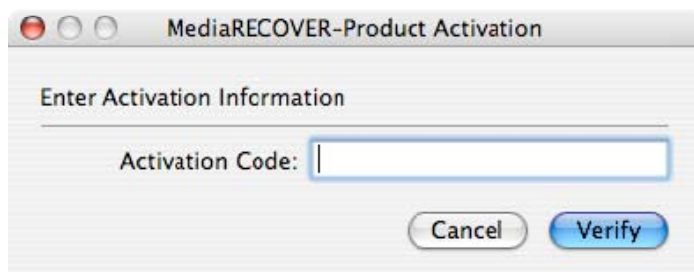 MediaRECOVER-Product Activation
Enter Activation Information
Activation Code:
Cancel Verify